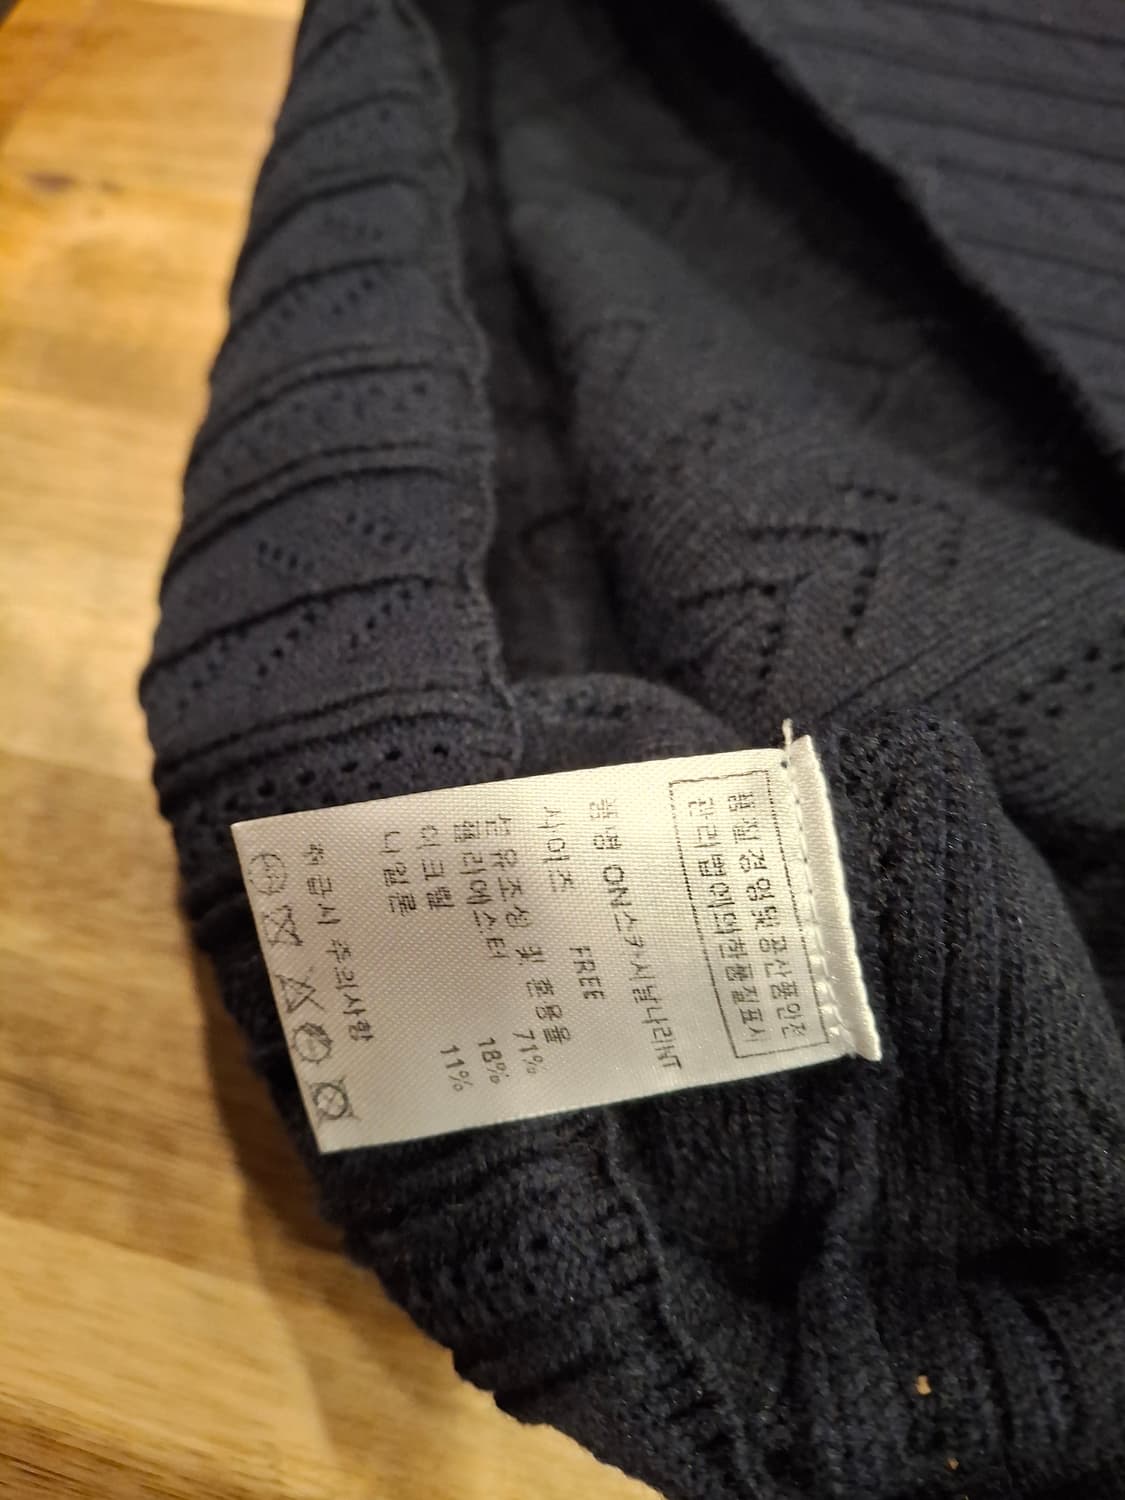 품질경영및공산품안전
관리법에의한품질표시
품명 ON스카시날나리NT
사이즈 FREE
섬유조성 및 혼용율
폴리에스터 71%
아크릴 18%
나일론 11%
취급시 주의사항